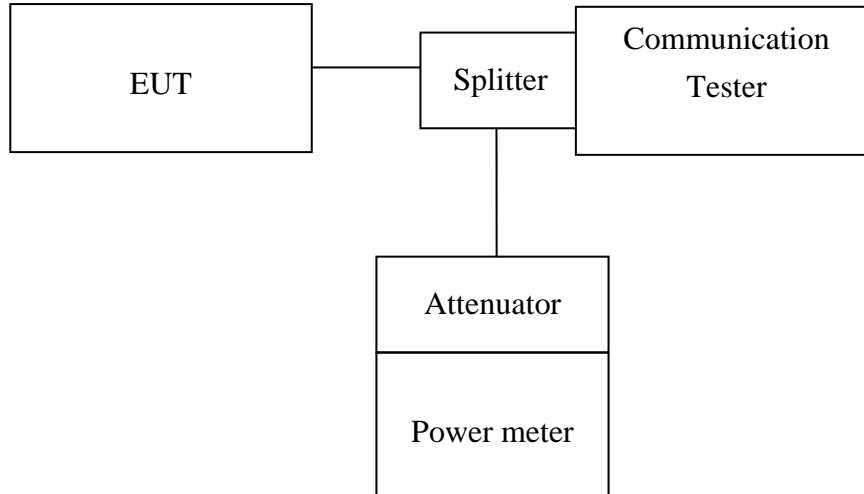 EUT
Splitter
Communication
Tester
Attenuator
Power meter